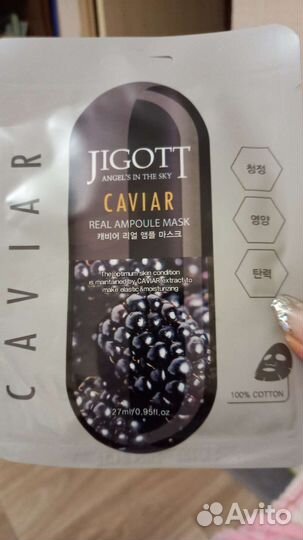 CAVIAR
JIGOTT
ANGEL'S IN THE SKY
CAVIAR
REAL AMPOULE MASK
캐비어 리얼 앰플 마스크
The optimum skin condition
is maintained by CAVIAR extract, to
make elastic & moisturizing
27ml/0.95fl.oz
청정
영양
탄력
100% COTTON
Avito